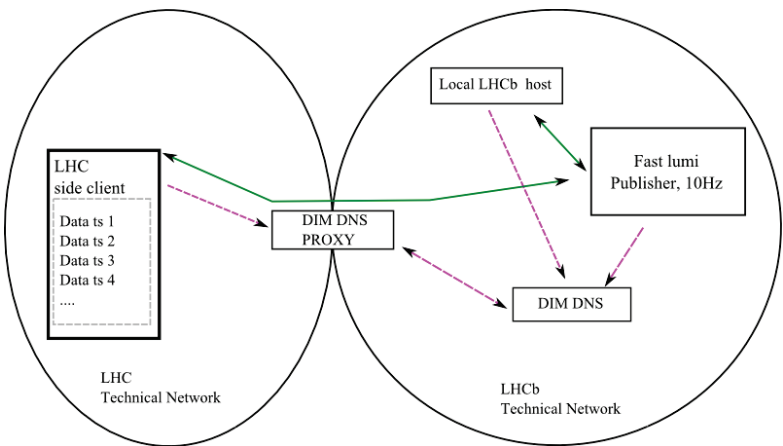 Local LHCb host
Fast lumi
Publisher, 10Hz
LHC
side client
Data ts 1
Data ts 2
Data ts 3
Data ts 4
....
DIM DNS
PROXY
DIM DNS
LHC
Technical Network
LHCb
Technical Network